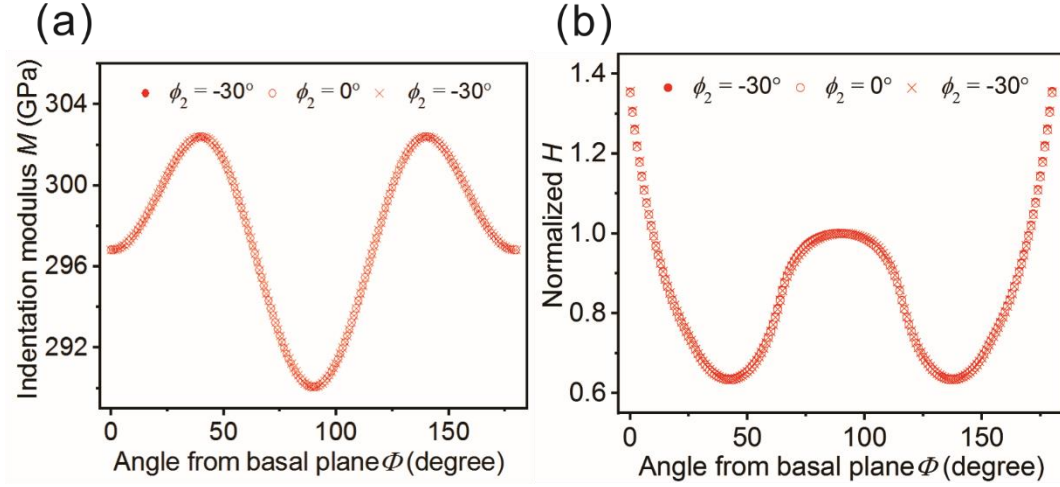 (a)
ϕ2 = -30° ϕ2 = 0° ϕ2 = -30°
Indentation modulus M (GPa)
304
300
296
292
0 50 100 150
Angle from basal plane Φ (degree)
(b)
ϕ2 = -30° ϕ2 = 0° ϕ2 = -30°
Normalized H
1.4
1.2
1.0
0.8
0.6
0 50 100 150
Angle from basal plane Φ (degree)